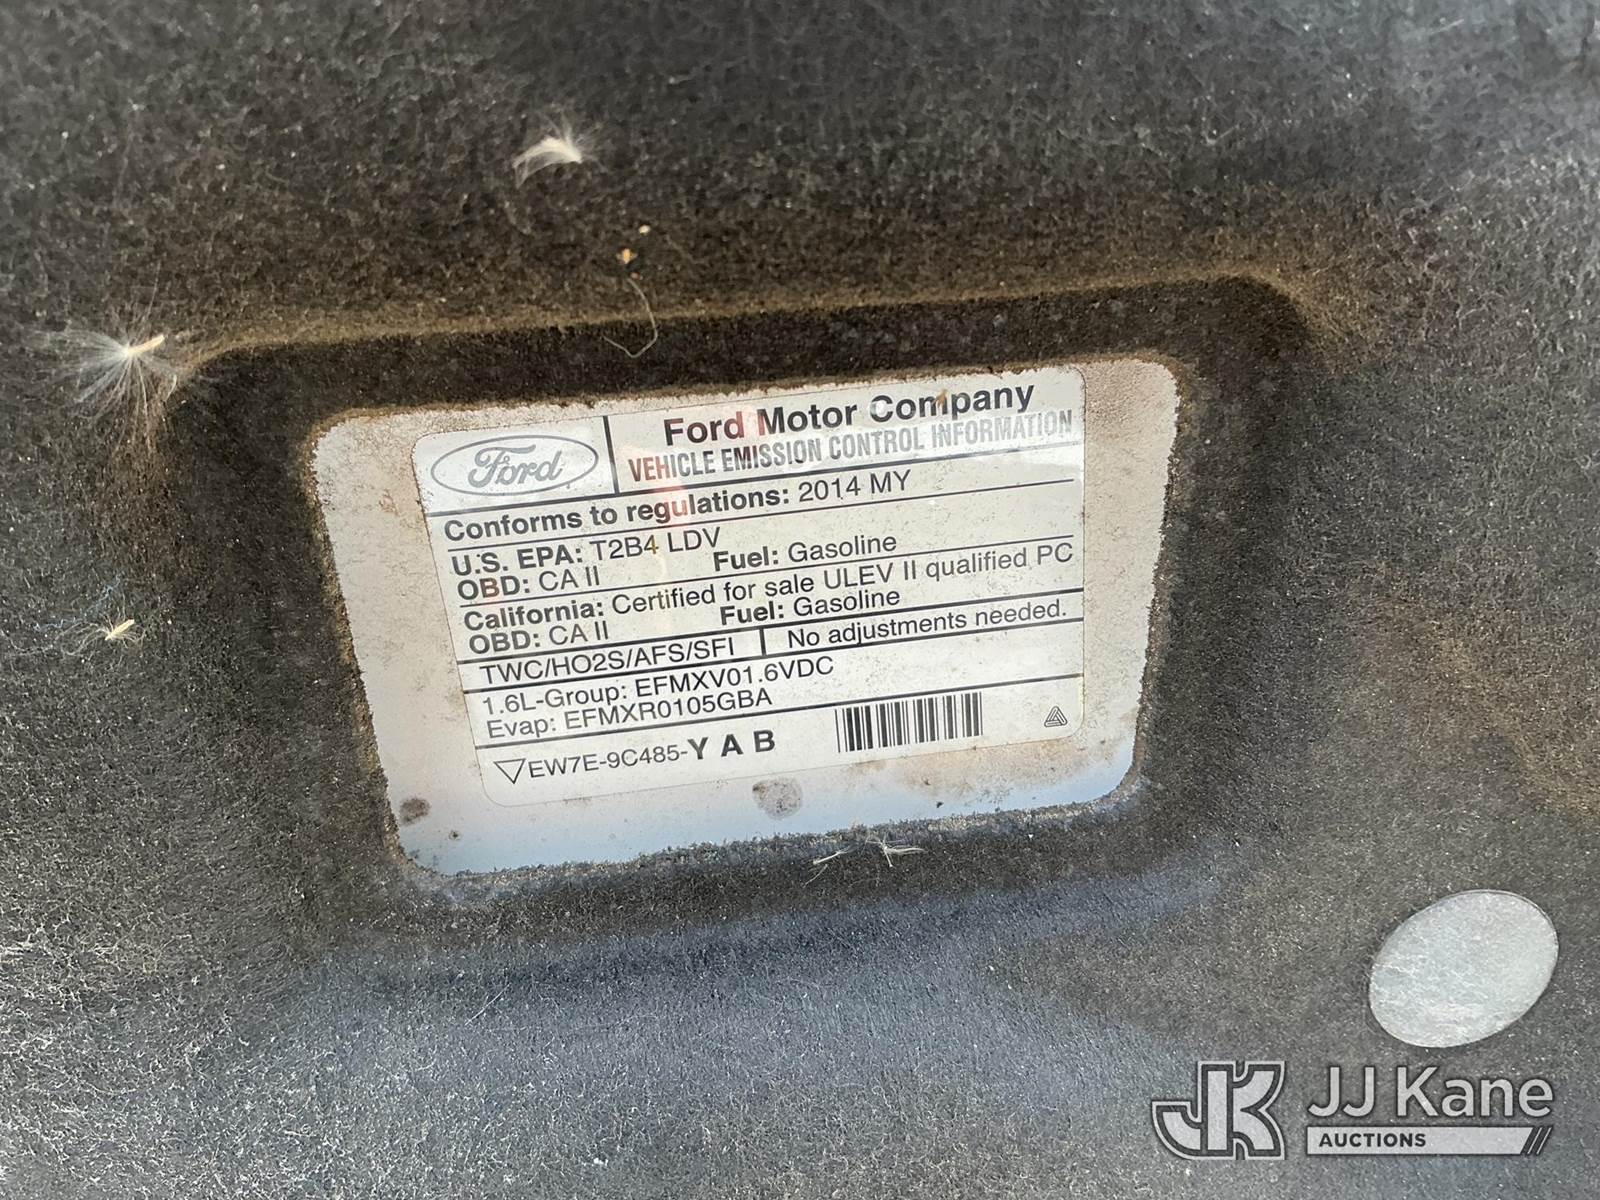 Ford
Ford Motor Company
VEHICLE EMISSION CONTROL INFORMATION
Conforms to regulations: 2014 MY
U.S. EPA: T2B4 LDV
OBD: CA II Fuel: Gasoline
California: Certified for sale ULEV II qualified PC
OBD: CA II Fuel: Gasoline
TWC/HO2S/AFS/SFI No adjustments needed.
1.6L-Group: EFMXV01.6VDC
Evap: EFMXR0105GBA
EW7E-9C485-Y A B
JK JJ Kane
AUCTIONS